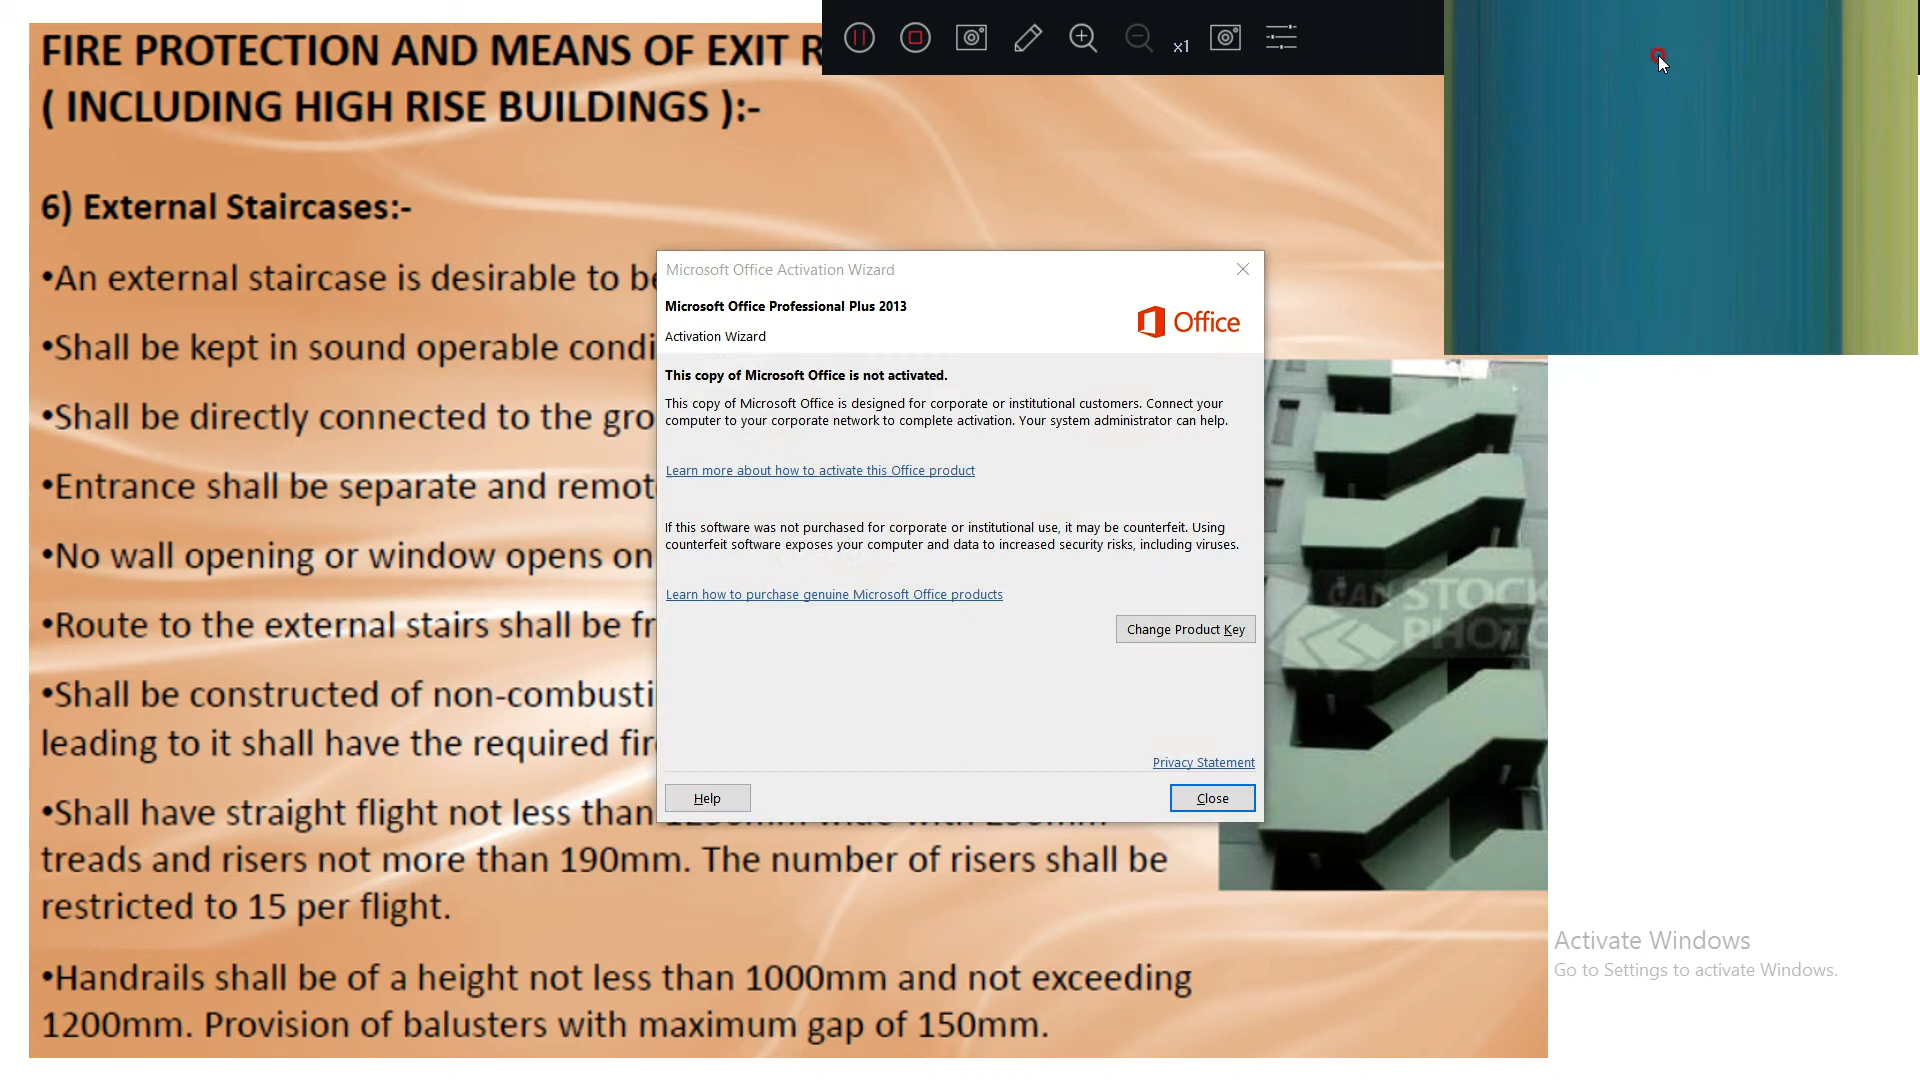 FIRE PROTECTION AND MEANS OF EXIT R
( INCLUDING HIGH RISE BUILDINGS ):-
x1
6) External Staircases:-
•An external staircase is desirable to be
•Shall be kept in sound operable condi
•Shall be directly connected to the gro
•Entrance shall be separate and remot
•No wall opening or window opens on
•Route to the external stairs shall be fr
•Shall be constructed of non-combusti
leading to it shall have the required fir
•Shall have straight flight not less than 1250mm wide with 250mm
treads and risers not more than 190mm. The number of risers shall be
restricted to 15 per flight.
•Handrails shall be of a height not less than 1000mm and not exceeding
1200mm. Provision of balusters with maximum gap of 150mm.
Microsoft Office Activation Wizard
Microsoft Office Professional Plus 2013
Office
Activation Wizard
This copy of Microsoft Office is not activated.
This copy of Microsoft Office is designed for corporate or institutional customers. Connect your
computer to your corporate network to complete activation. Your system administrator can help.
Learn more about how to activate this Office product
If this software was not purchased for corporate or institutional use, it may be counterfeit. Using
counterfeit software exposes your computer and data to increased security risks, including viruses.
Learn how to purchase genuine Microsoft Office products
Change Product Key
Privacy Statement
Help
Close
CAN STOCK
PHOTO
Activate Windows
Go to Settings to activate Windows.